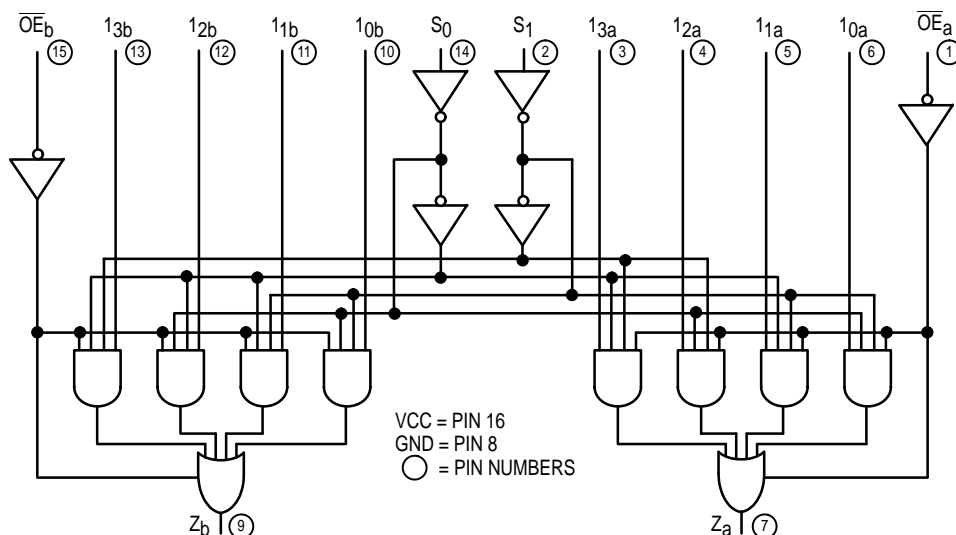 OE̅b 1₃b 1₂b 1₁b 1₀b S₀ S₁ 1₃a 1₂a 1₁a 1₀a OE̅a
15 13 12 11 10 14 2 3 4 5 6 1
VCC = PIN 16
GND = PIN 8
= PIN NUMBERS
Zb 9 Za 7